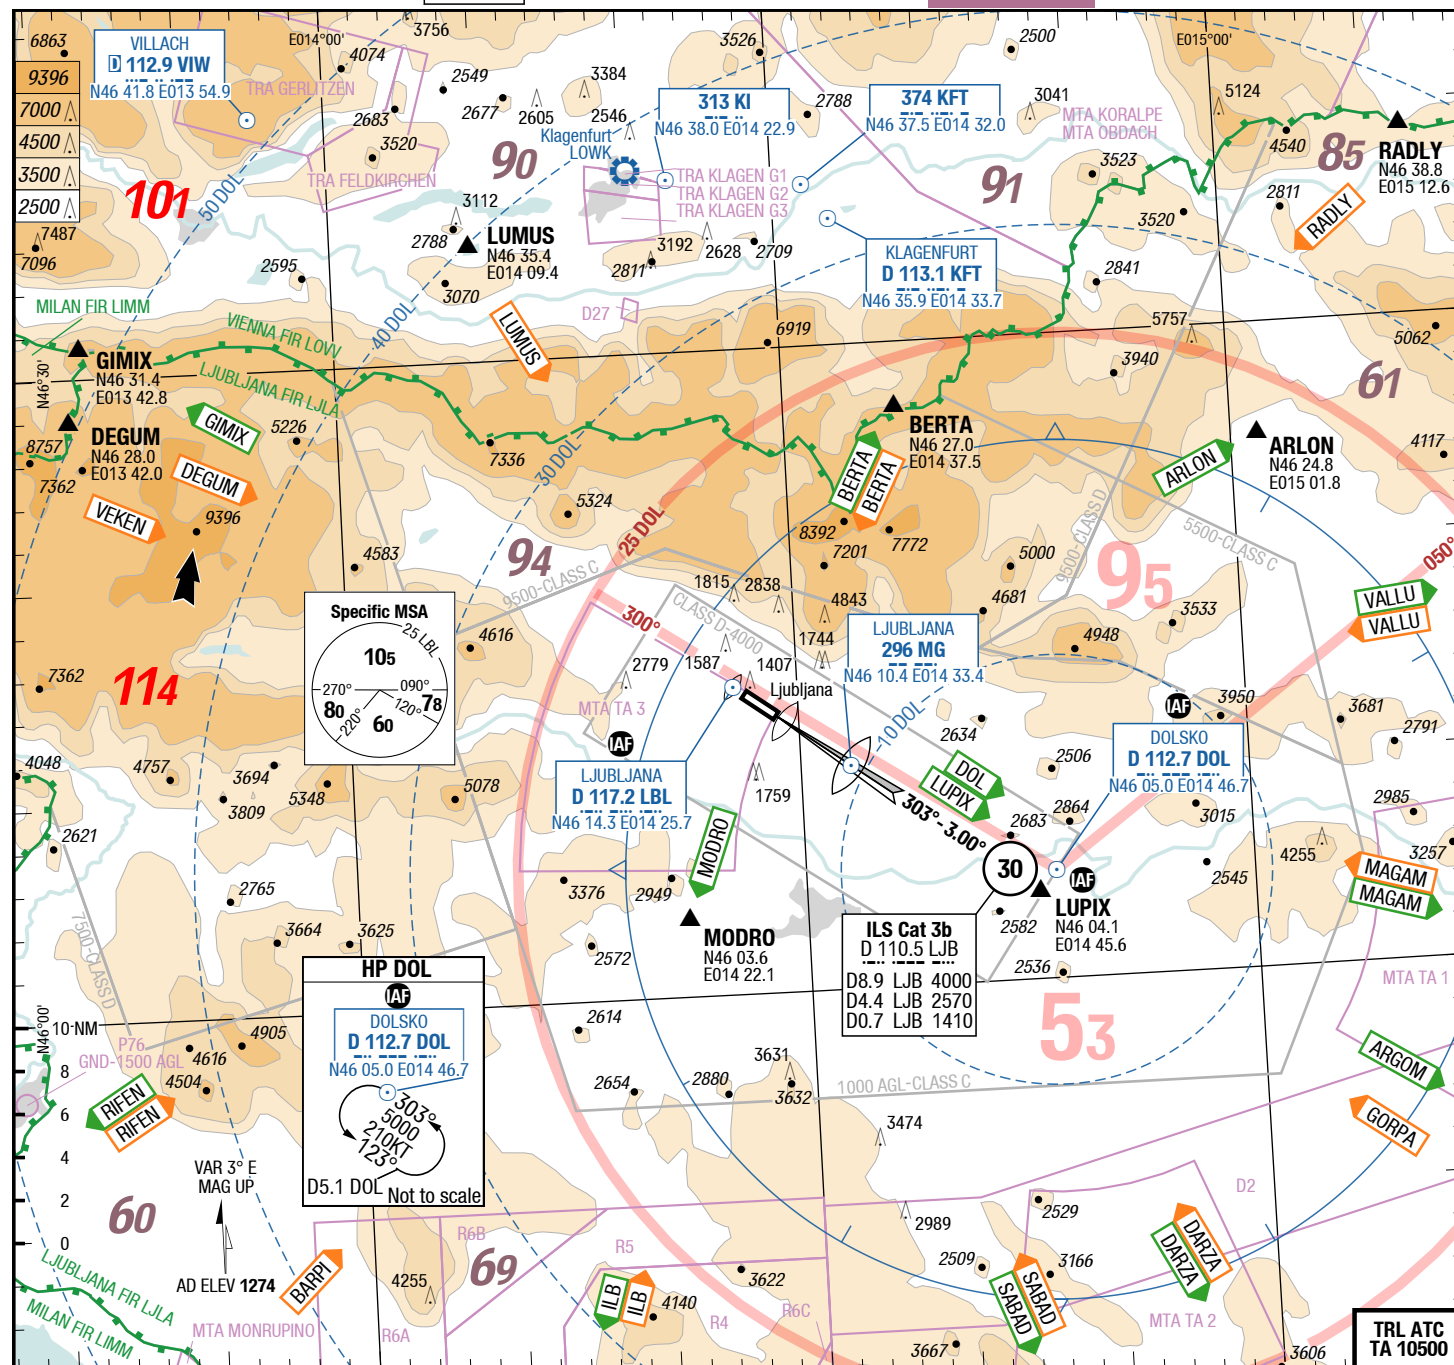 VILLACH
D 112.9 VIW
N46 41.8 E013 54.9
6863
9396
7000
4500
3500
2500
7487
7096
101
E014°00'
3756
4074
TRA GERLITZEN
2683
3520
TRA FELDKIRCHEN
50 DOL
2549
2677
2605
3384
2546
Klagenfurt
LOWK
90
3526
313 KI
N46 38.0 E014 22.9
2788
374 KFT
N46 37.5 E014 32.0
TRA KLAGEN G1
TRA KLAGEN G2
TRA KLAGEN G3
2500
3041
MTA KORALPE
MTA OBDACH
E015°00'
5124
4540
85
RADLY
N46 38.8
E015 12.6
RADLY
91
3523
3520
2811
3112
2788
LUMUS
N46 35.4
E014 09.4
3070
2595
3192
2811
2628
2709
KLAGENFURT
D 113.1 KFT
N46 35.9 E014 33.7
2841
5757
5062
3940
61
MILAN FIR LIMM
VIENNA FIR LOVV
LJUBLJANA FIR LJLA
40 DOL
LUMUS
D27
6919
N46°30'
GIMIX
N46 31.4
E013 42.8
GIMIX
DEGUM
N46 28.0
E013 42.0
DEGUM
VEKEN
8757
7362
5226
9396
7336
30 DOL
5324
BERTA
N46 27.0
E014 37.5
BERTA
BERTA
ARLON
N46 24.8
E015 01.8
ARLON
4117
8392
7201
7772
25 DOL
94
4583
9500-CLASS C
9500-CLASS D
5500-CLASS C
050°
5000
4681
95
3533
4948
VALLU
VALLU
1815
2838
4843
1744
CLASS D-4000
300°
Specific MSA
25 LBL
105
270°
090°
80
78
120°
220°
60
4616
7362
114
2779
1587
1407
Ljubljana
MTA TA 3
IAF
LJUBLJANA
296 MG
N46 10.4 E014 33.4
10 DOL
2634
2506
IAF
3950
3681
2791
DOLSKO
D 112.7 DOL
N46 05.0 E014 46.7
4048
4757
3694
3809
5348
5078
LJUBLJANA
D 117.2 LBL
N46 14.3 E014 25.7
1759
DOL
LUPIX
303°-3.00°
30
2683
2864
3015
2985
3257
4255
2545
MAGAM
MAGAM
2621
MODRO
2765
3376
2949
IAF
LUPIX
N46 04.1
E014 45.6
2582
2536
3664
3625
7500-CLASS D
2572
MODRO
N46 03.6
E014 22.1
ILS Cat 3b
D 110.5 LJB
D8.9 LJB 4000
D4.4 LJB 2570
D0.7 LJB 1410
53
MTA TA 1
HP DOL
IAF
DOLSKO
D 112.7 DOL
N46 05.0 E014 46.7
303°
5000
210KT
123°
D5.1 DOL
Not to scale
N46°00'
10 NM
8
6
4
2
0
P76
GND-1500 AGL
4616
4905
4504
RIFEN
RIFEN
2614
2654
2880
3631
3632
1000 AGL-CLASS C
3474
ARGOM
GORPA
VAR 3° E
MAG UP
AD ELEV 1274
60
2989
D2
2529
DARZA
DARZA
R6B
69
R5
LJUBLJANA FIR LJLA
MILAN FIR LIMM
MTA MONRUPINO
BARPI
4255
R6A
ILB
ILB
4140
3622
R4
R6C
2509
3166
SABAD
SABAD
MTA TA 2
3667
3606
TRL ATC
TA 10500